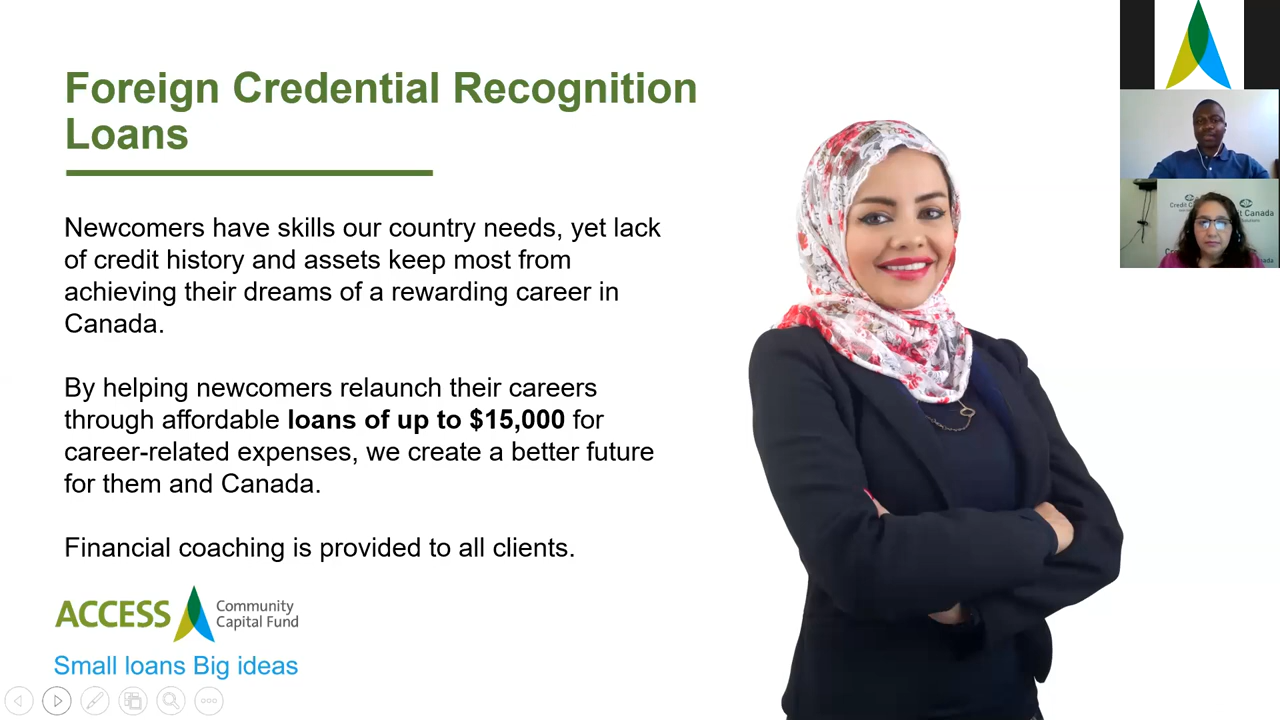 Foreign Credential Recognition
Loans
Newcomers have skills our country needs, yet lack
of credit history and assets keep most from
achieving their dreams of a rewarding career in
Canada.
By helping newcomers relaunch their careers
through affordable loans of up to $15,000 for
career-related expenses, we create a better future
for them and Canada.
Financial coaching is provided to all clients.
ACCESS Community
Capital Fund
Small loans Big ideas
Credit
Canada